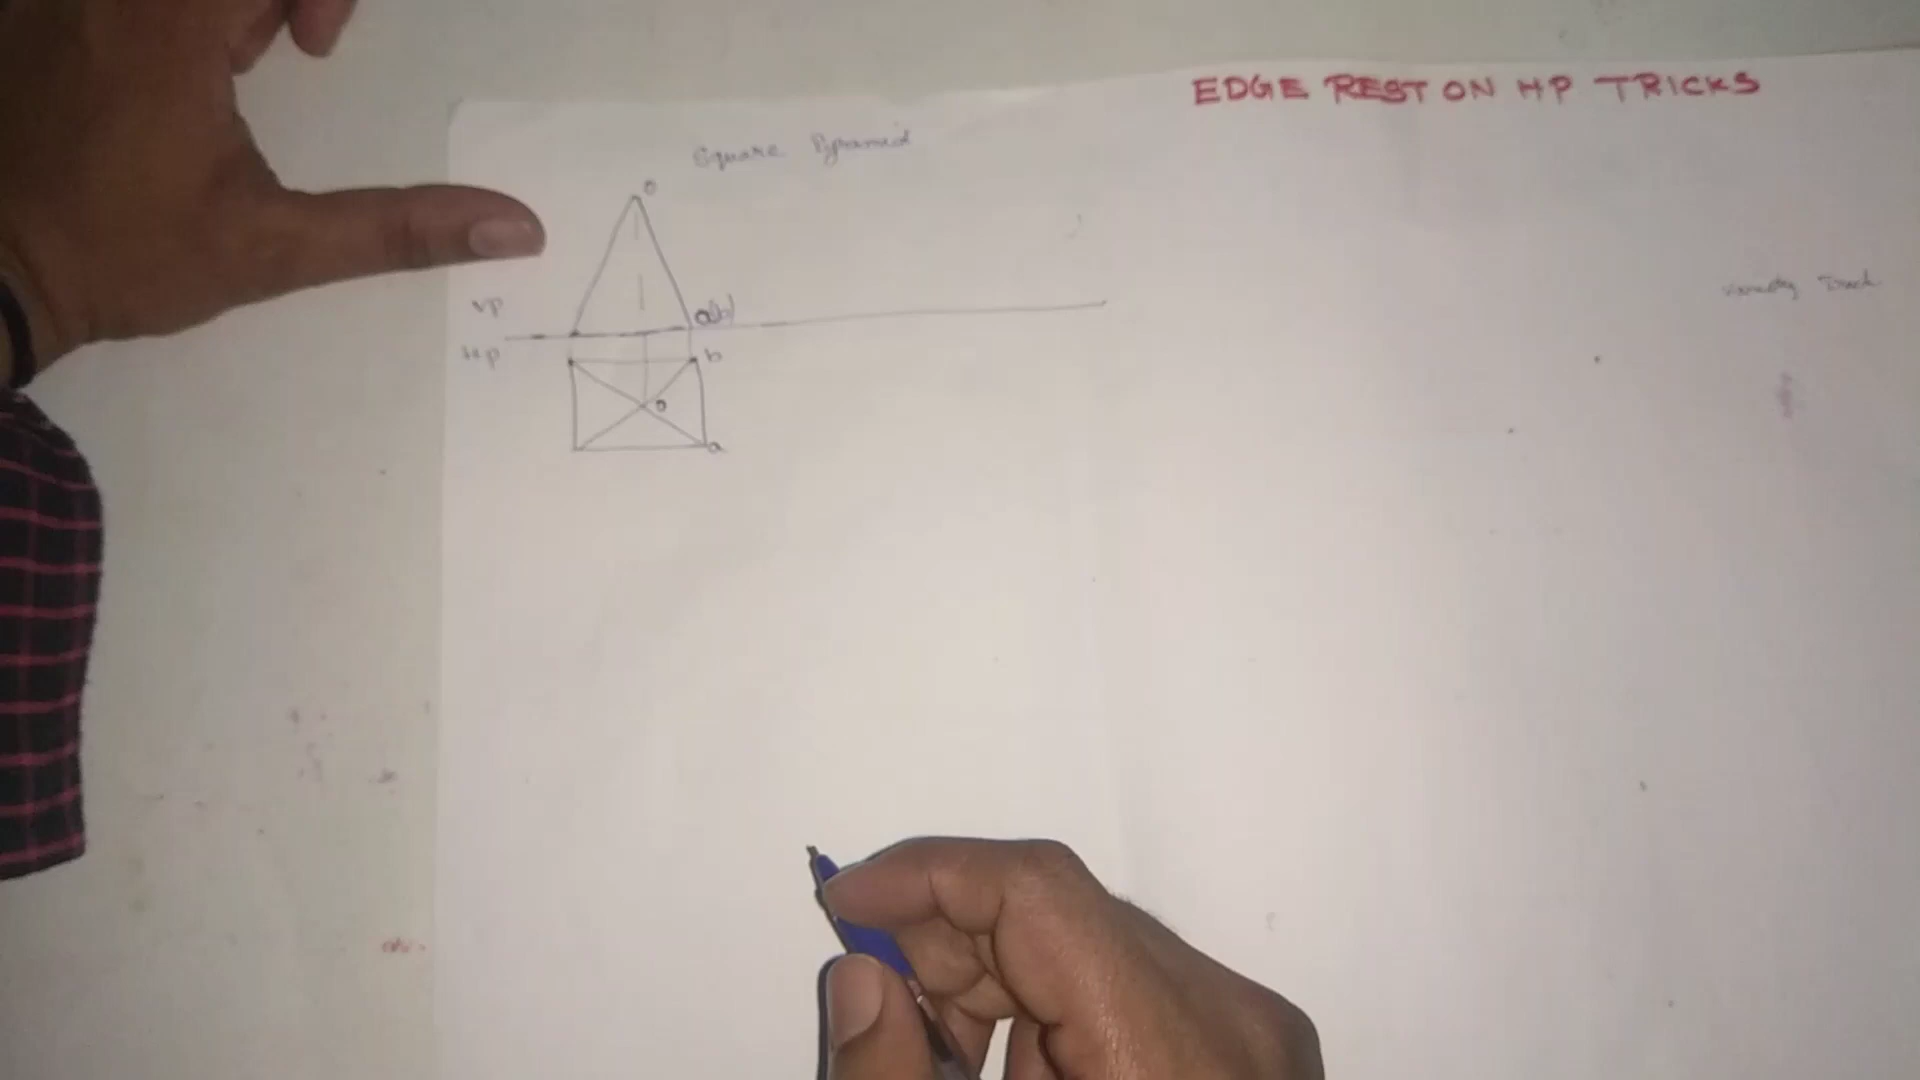 EDGE REST ON HP TRICKS
Square Pyramid
o
VP
a(b)
HP
b
o
a